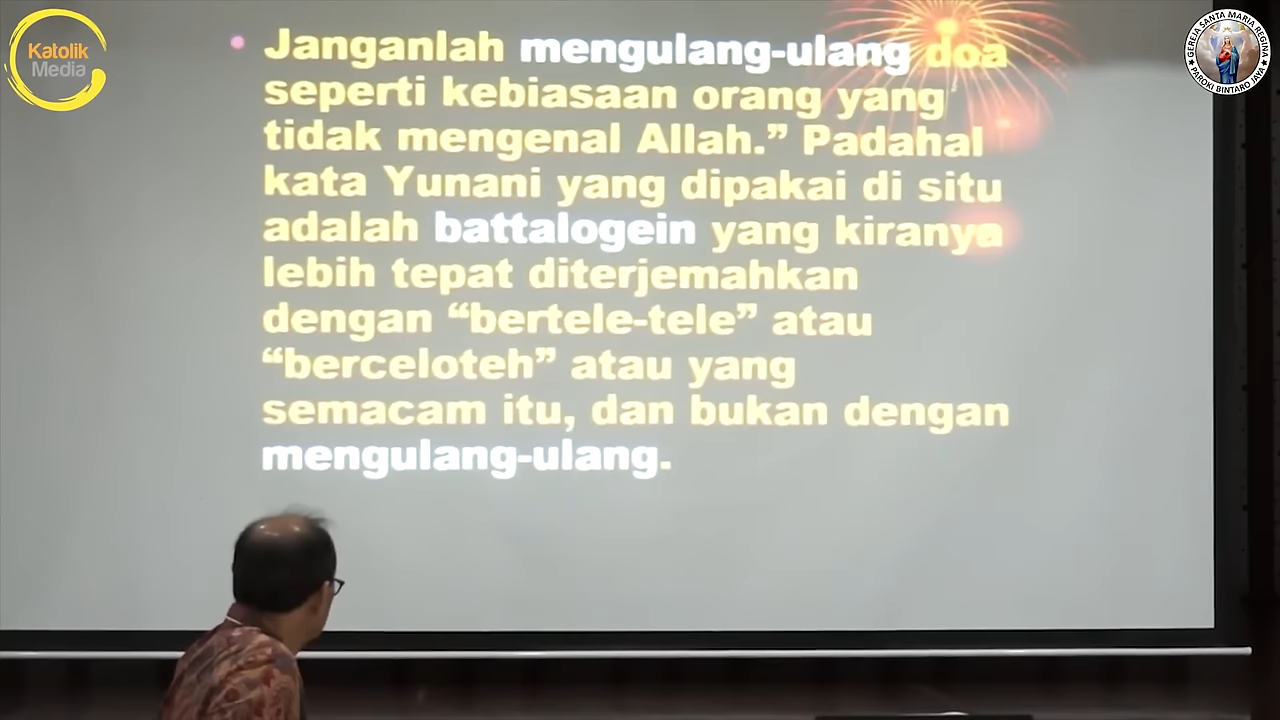 Katolik
Media
GEREJA SANTA MARIA REGINA
PAROKI BINTARO JAYA
Janganlah mengulang-ulang doa
seperti kebiasaan orang yang
tidak mengenal Allah.” Padahal
kata Yunani yang dipakai di situ
adalah battalogein yang kiranya
lebih tepat diterjemahkan
dengan “bertele-tele” atau
“berceloteh” atau yang
semacam itu, dan bukan dengan
mengulang-ulang.